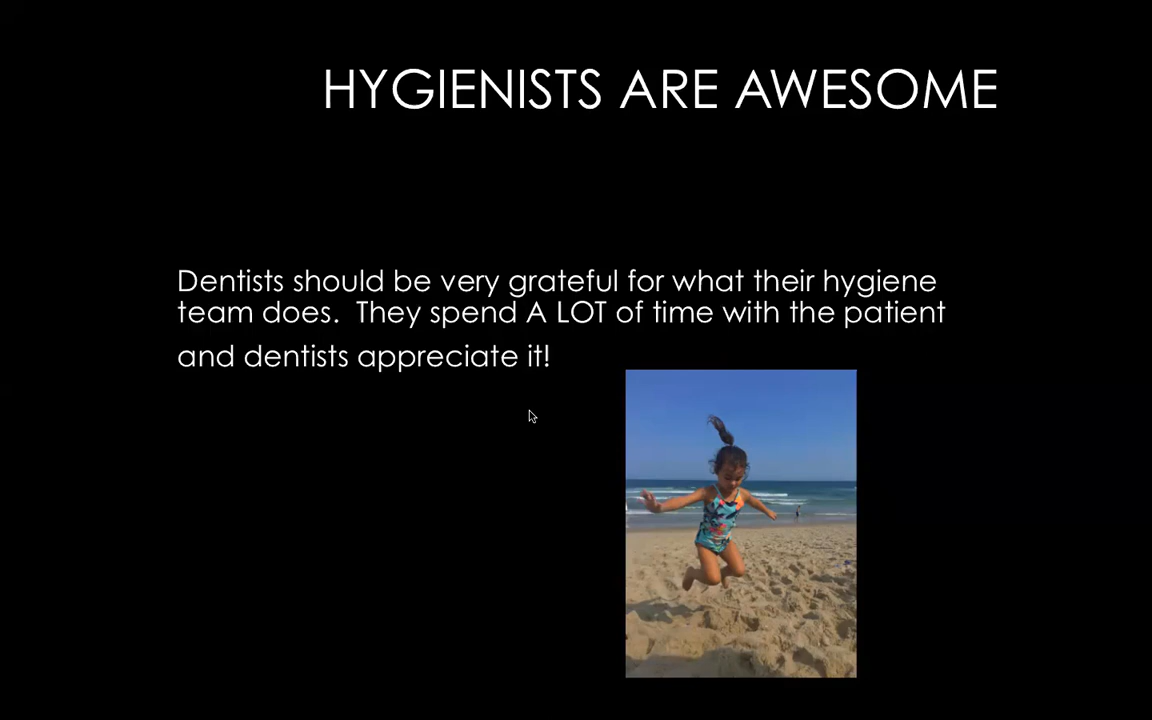 HYGIENISTS ARE AWESOME
Dentists should be very grateful for what their hygiene
team does.  They spend A LOT of time with the patient
and dentists appreciate it!